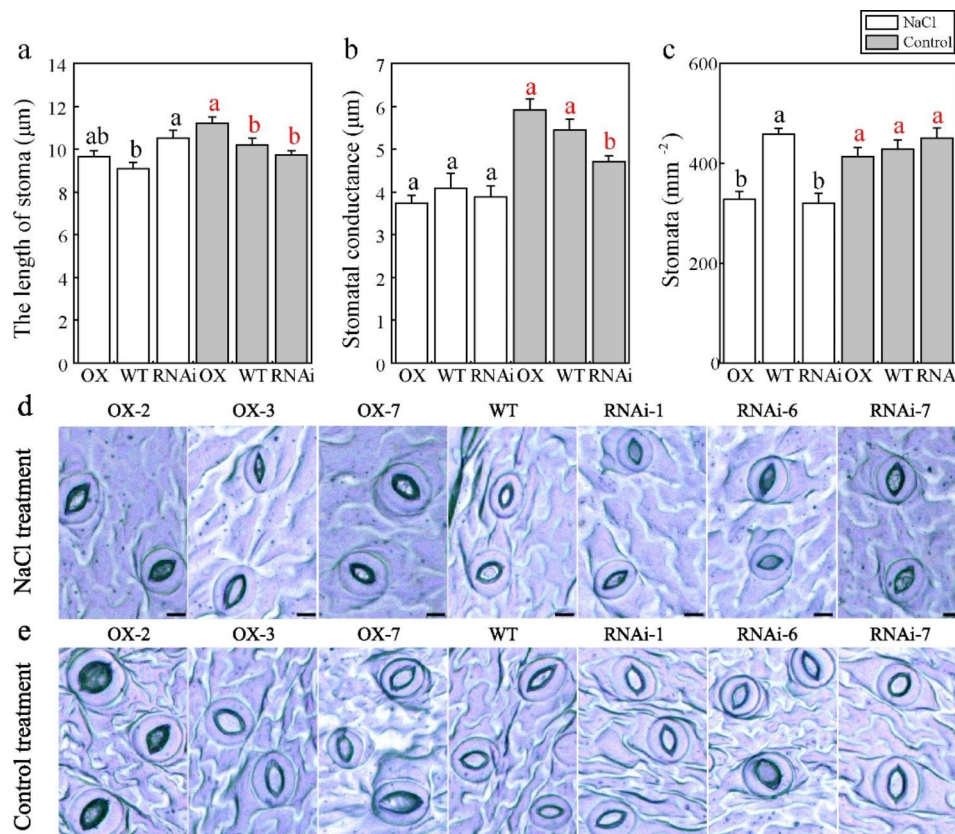 NaCl
Control
a
The length of stoma (μm)
14
12
10
8
6
4
2
0
ab
b
a
a
b
b
OX WT RNAi OX WT RNAi
b
Stomatal conductance (μm)
7
6
5
4
3
2
1
0
a
a
a
a
a
b
OX WT RNAi OX WT RNAi
c
Stomata (mm -2)
600
400
200
0
b
a
b
a
a
a
OX WT RNAi OX WT RNA
d
OX-2 OX-3 OX-7 WT RNAi-1 RNAi-6 RNAi-7
NaCl treatment
e
OX-2 OX-3 OX-7 WT RNAi-1 RNAi-6 RNAi-7
Control treatment